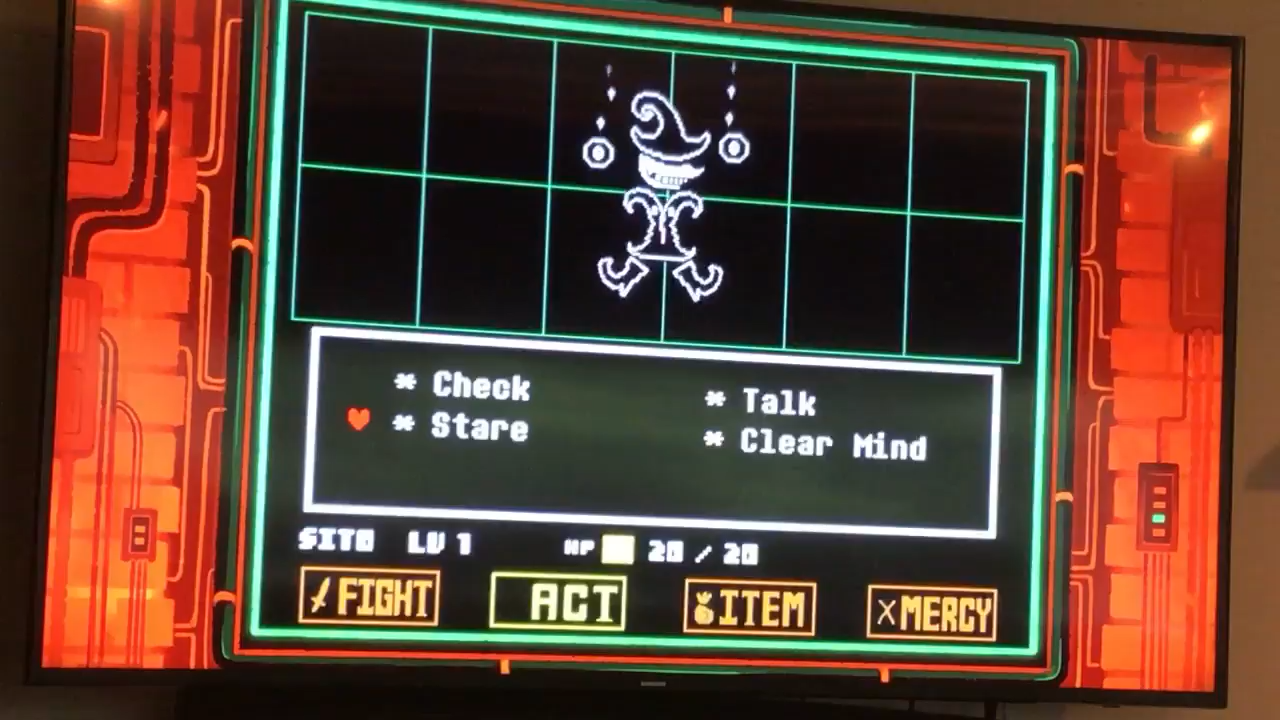 * Check
* Talk
* Stare
* Clear Mind
SITO LV 1 HP 20 / 20
FIGHT ACT ITEM MERCY